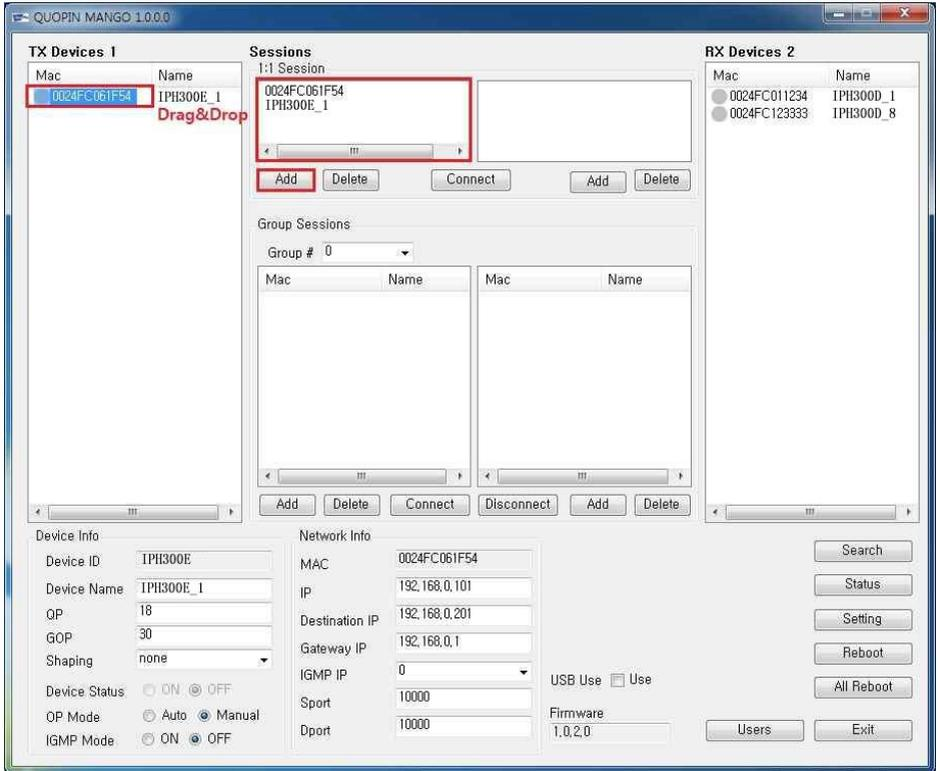 QUOPIN MANGO 1.0.0.0
TX Devices 1
Mac Name
0024FC061F54 IPH300E_1
Drag&Drop
Sessions
1:1 Session
0024FC061F54
IPH300E_1
Add Delete Connect Add Delete
Group Sessions
Group # 0
Mac Name Mac Name
Add Delete Connect Disconnect Add Delete
RX Devices 2
Mac Name
0024FC011234 IPH300D_1
0024FC123333 IPH300D_8
Device Info
Device ID IPH300E
Device Name IPH300E_1
QP 18
GOP 30
Shaping none
Device Status ON OFF
OP Mode Auto Manual
IGMP Mode ON OFF
Network Info
MAC 0024FC061F54
IP 192,168,0,101
Destination IP 192,168,0,201
Gateway IP 192,168,0,1
IGMP IP 0
Sport 10000
Dport 10000
USB Use Use
Firmware
1,0,2,0
Search
Status
Setting
Reboot
All Reboot
Users Exit